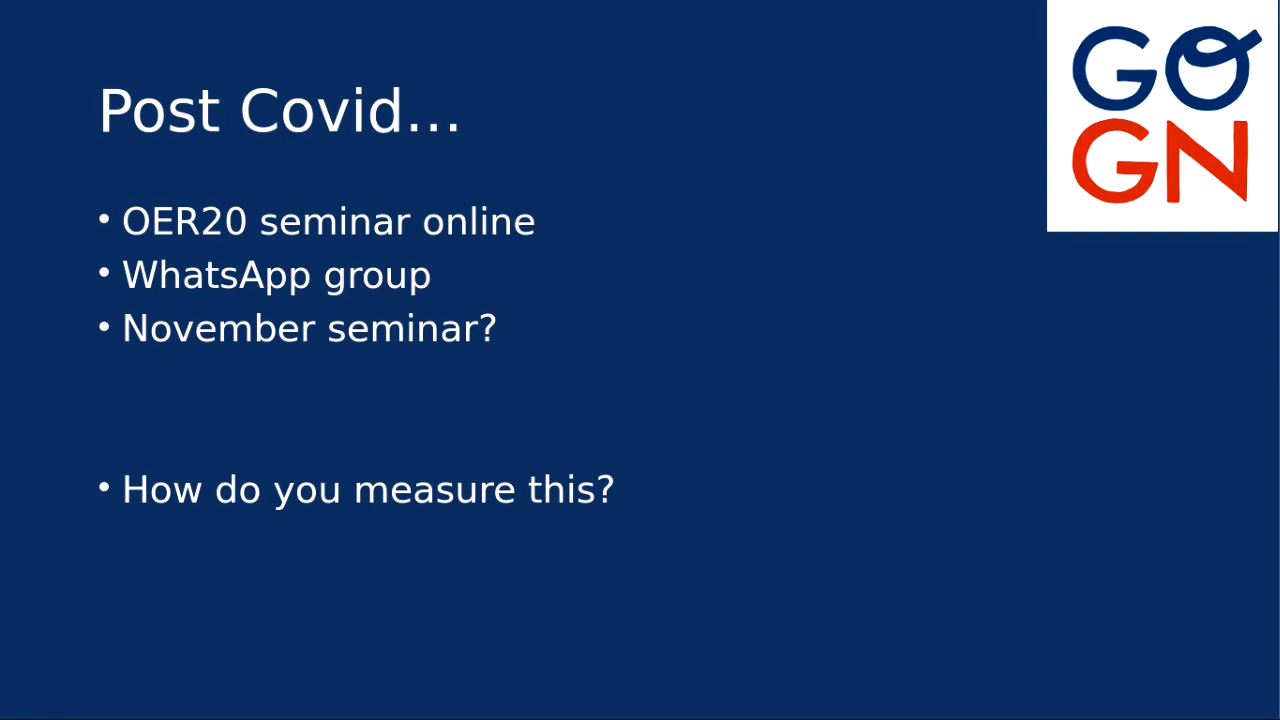 Post Covid...
• OER20 seminar online
• WhatsApp group
• November seminar?
• How do you measure this?
GO
GN